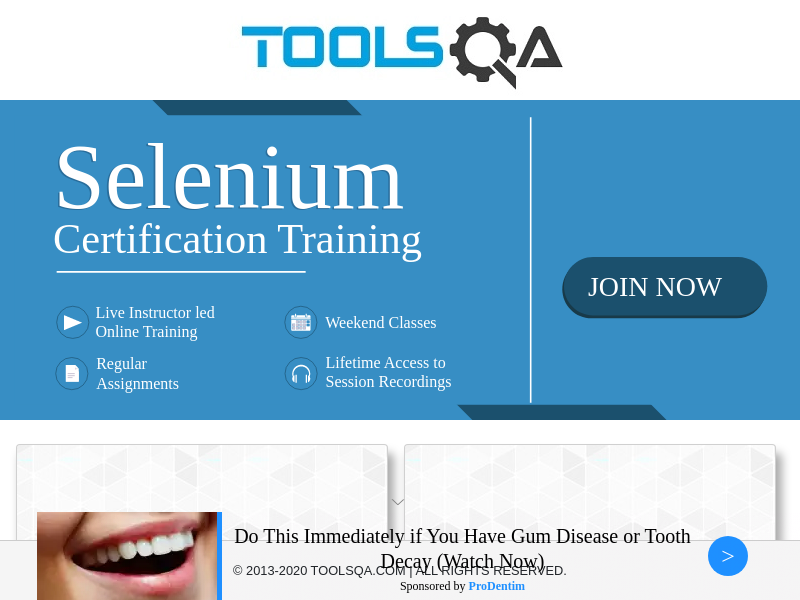 TOOLSQA
Selenium
Certification Training
JOIN NOW
Live Instructor led
Online Training
Weekend Classes
Regular
Assignments
Lifetime Access to
Session Recordings
Do This Immediately if You Have Gum Disease or Tooth
Decay (Watch Now)
© 2013-2020 TOOLSQA.COM | ALL RIGHTS RESERVED.
Sponsored by ProDentim